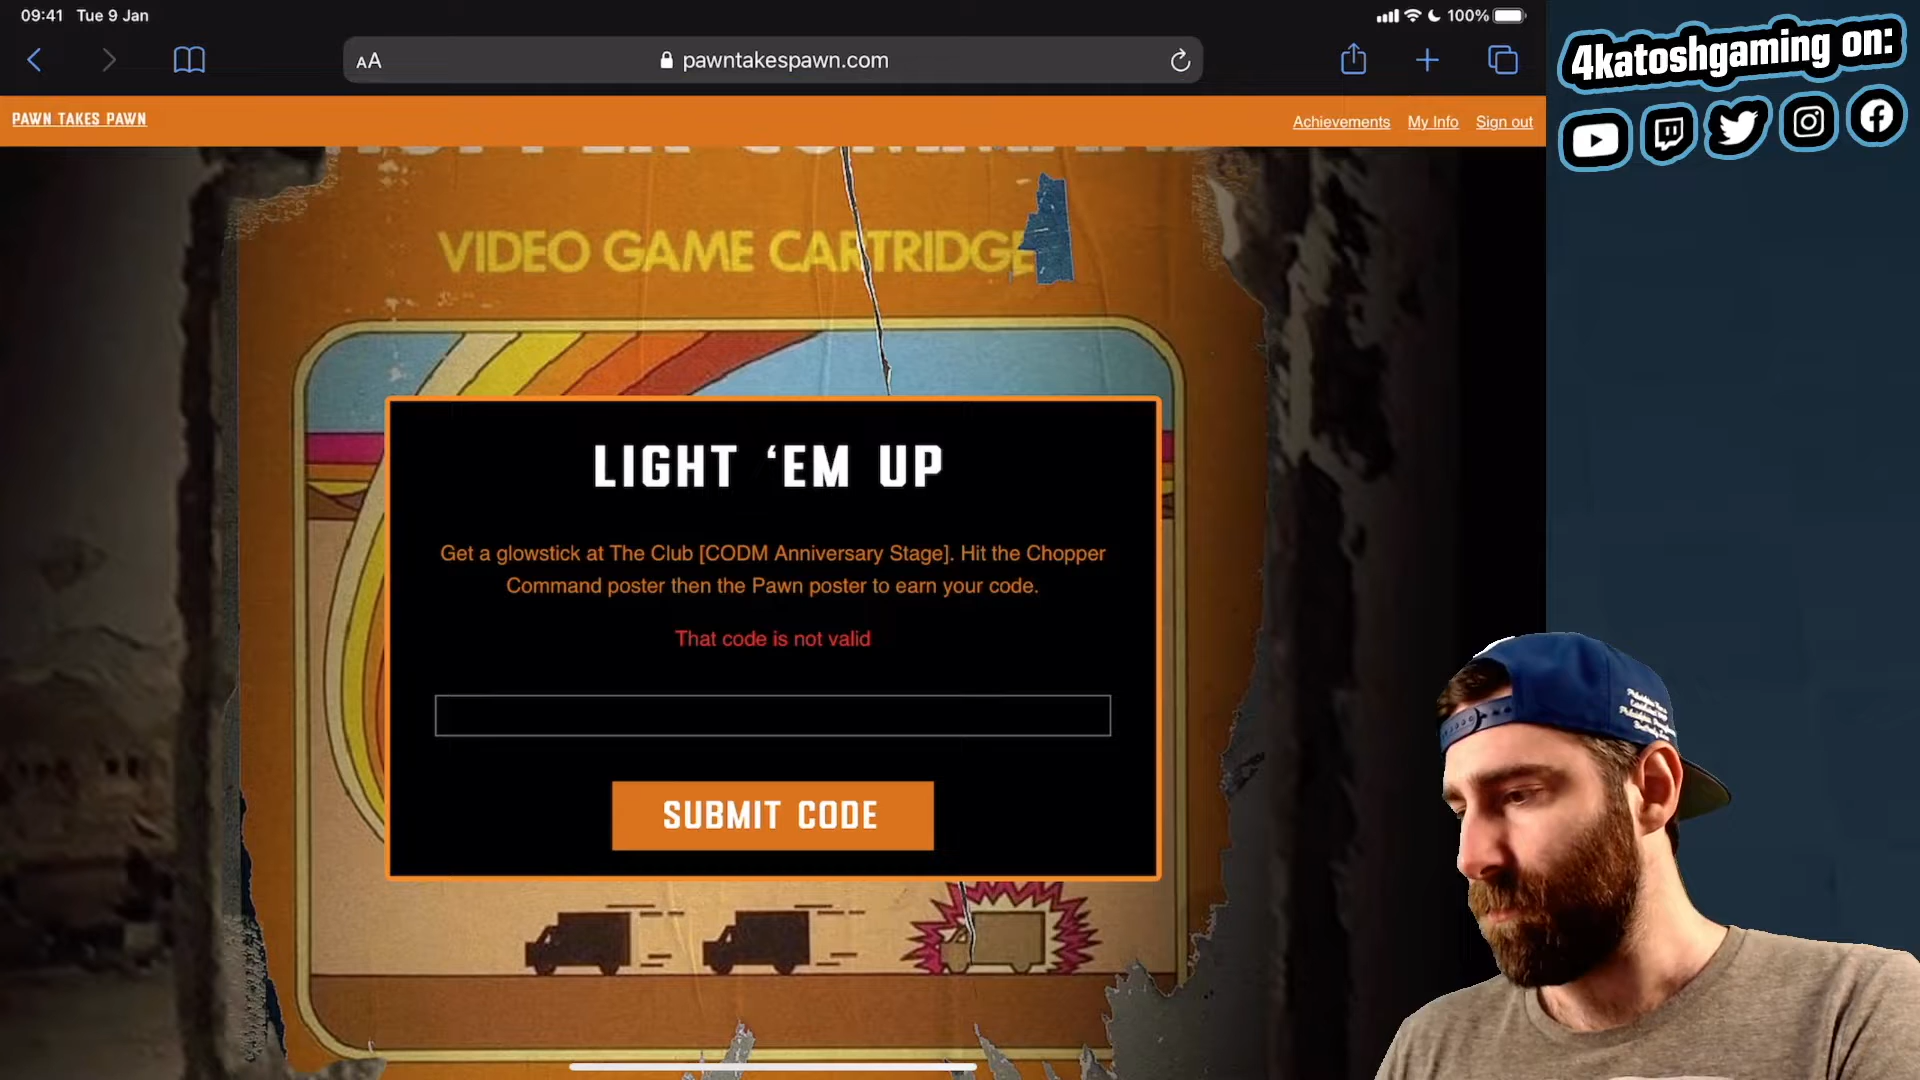 09:41 Tue 9 Jan
100%
AA
pawntakespawn.com
4katoshgaming on:
PAWN TAKES PAWN
Achievements My Info Sign out
VIDEO GAME CARTRIDGE
LIGHT ‘EM UP
Get a glowstick at The Club [CODM Anniversary Stage]. Hit the Chopper
Command poster then the Pawn poster to earn your code.
That code is not valid
SUBMIT CODE